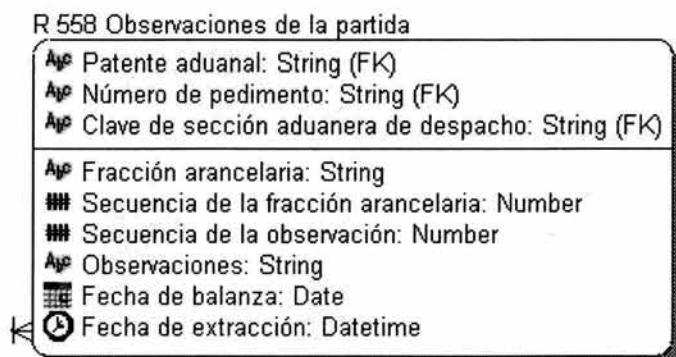 R 558 Observaciones de la partida
Patente aduanal: String (FK)
Número de pedimento: String (FK)
Clave de sección aduanera de despacho: String (FK)
Fracción arancelaria: String
Secuencia de la fracción arancelaria: Number
Secuencia de la observación: Number
Observaciones: String
Fecha de balanza: Date
Fecha de extracción: Datetime